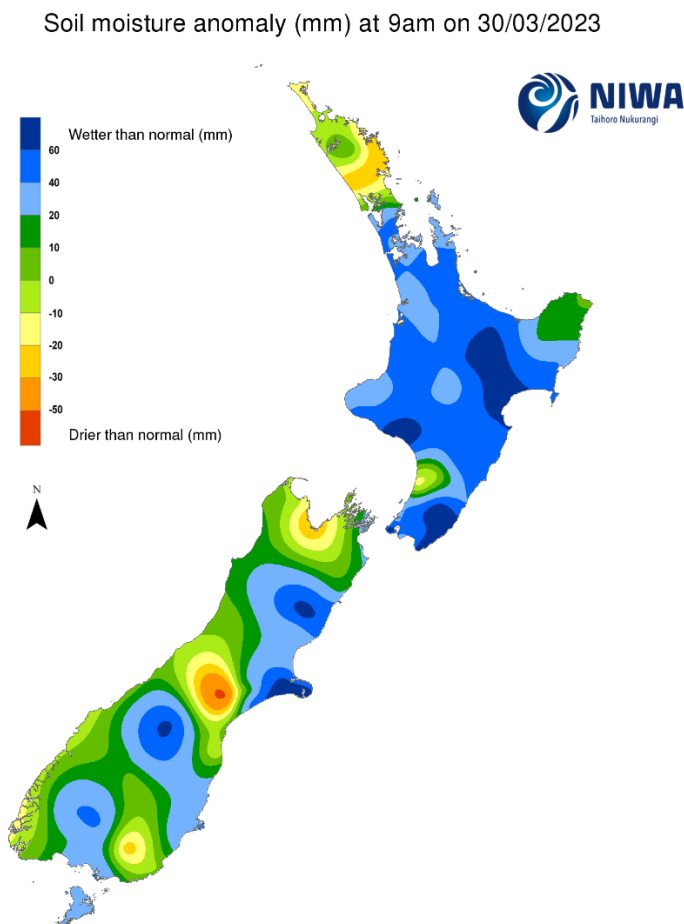 Soil moisture anomaly (mm) at 9am on 30/03/2023
NIWA
Taihoro Nukurangi
Wetter than normal (mm)
60
40
20
10
0
-10
-20
-30
-50
Drier than normal (mm)
N